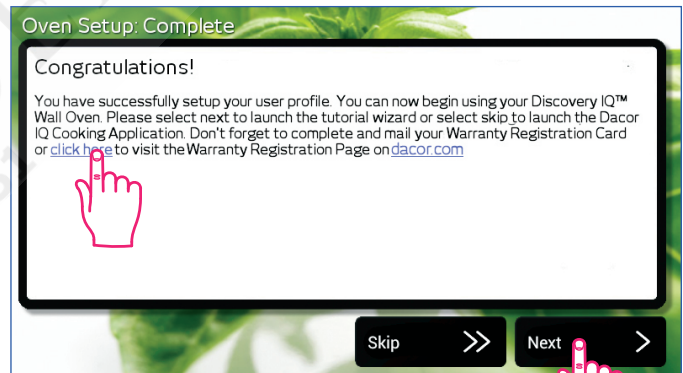 Oven Setup: Complete
Congratulations!
You have successfully setup your user profile. You can now begin using your Discovery IQ™
Wall Oven. Please select next to launch the tutorial wizard or select skip to launch the Dacor
IQ Cooking Application. Don't forget to complete and mail your Warranty Registration Card
or click here to visit the Warranty Registration Page on dacor.com
Skip
Next